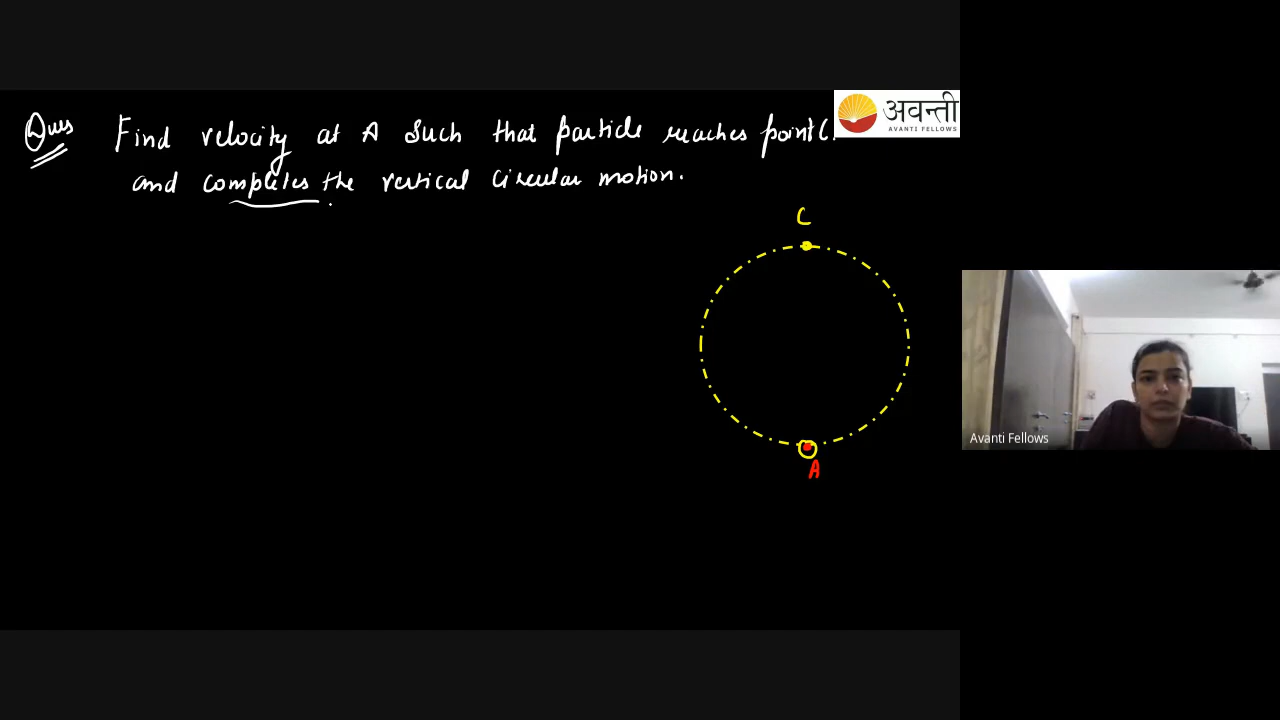 Ques Find velocity at A Such that particle reaches point C.
and completes the vertical circular motion.
अवन्ती
AVANTI FELLOWS
C
A
Avanti Fellows